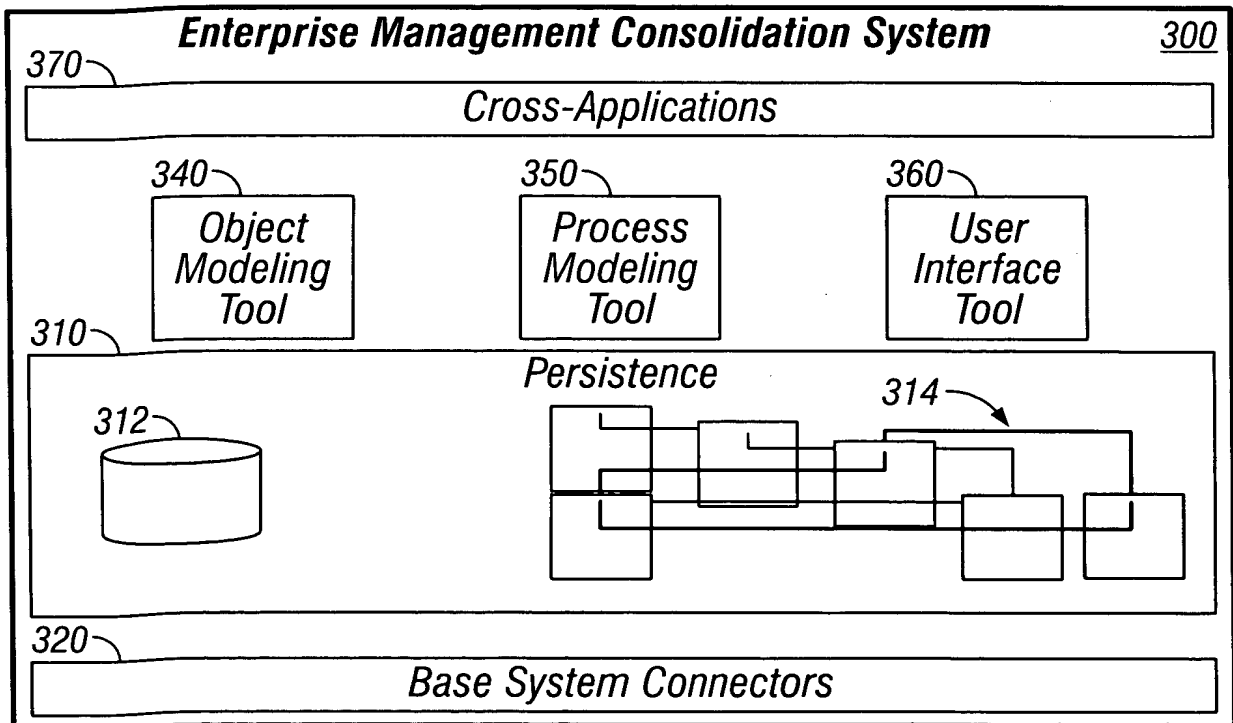 Enterprise Management Consolidation System 300
370
Cross-Applications
340
Object
Modeling
Tool
350
Process
Modeling
Tool
360
User
Interface
Tool
310
Persistence
312
314
320
Base System Connectors